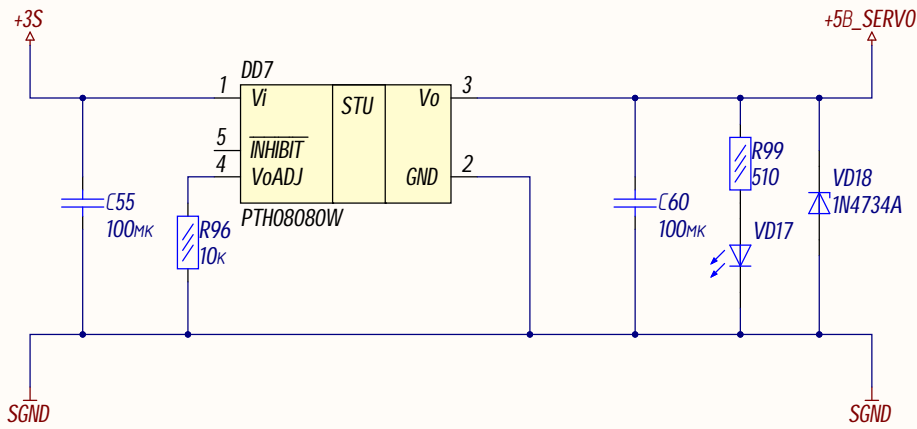 +3S
+5В_SERVO
DD7
1
Vi
STU
Vo
3
5
INHIBIT
4
VoADJ
GND
2
PTH08080W
C55
100мк
R96
10к
C60
100мк
R99
510
VD17
VD18
1N4734A
SGND
SGND